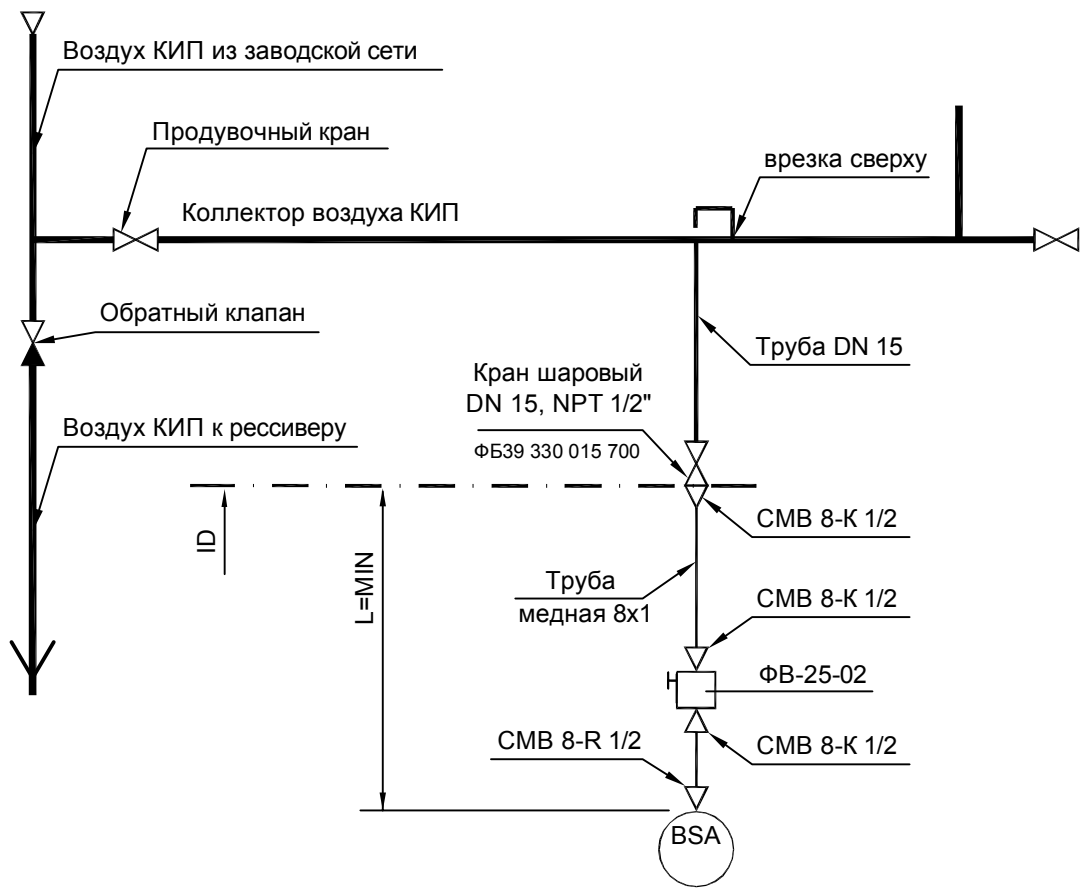 Воздух КИП из заводской сети
Продувочный кран
врезка сверху
Коллектор воздуха КИП
Обратный клапан
Труба DN 15
Кран шаровый
DN 15, NPT 1/2"
ФБ39 330 015 700
Воздух КИП к рессиверу
СМВ 8-К 1/2
ID
L=MIN
Труба
медная 8х1
СМВ 8-К 1/2
ФВ-25-02
СМВ 8-R 1/2
СМВ 8-К 1/2
BSA